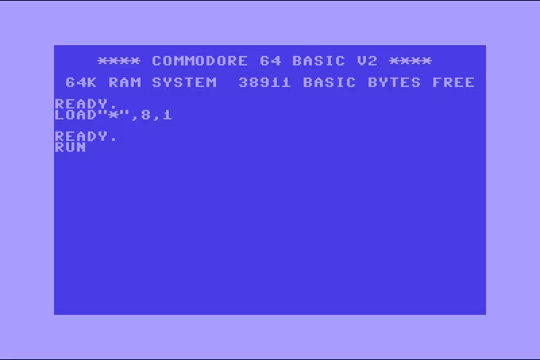 **** COMMODORE 64 BASIC V2 ****
64K RAM SYSTEM  38911 BASIC BYTES FREE
READY.
LOAD"*",8,1
READY.
RUN